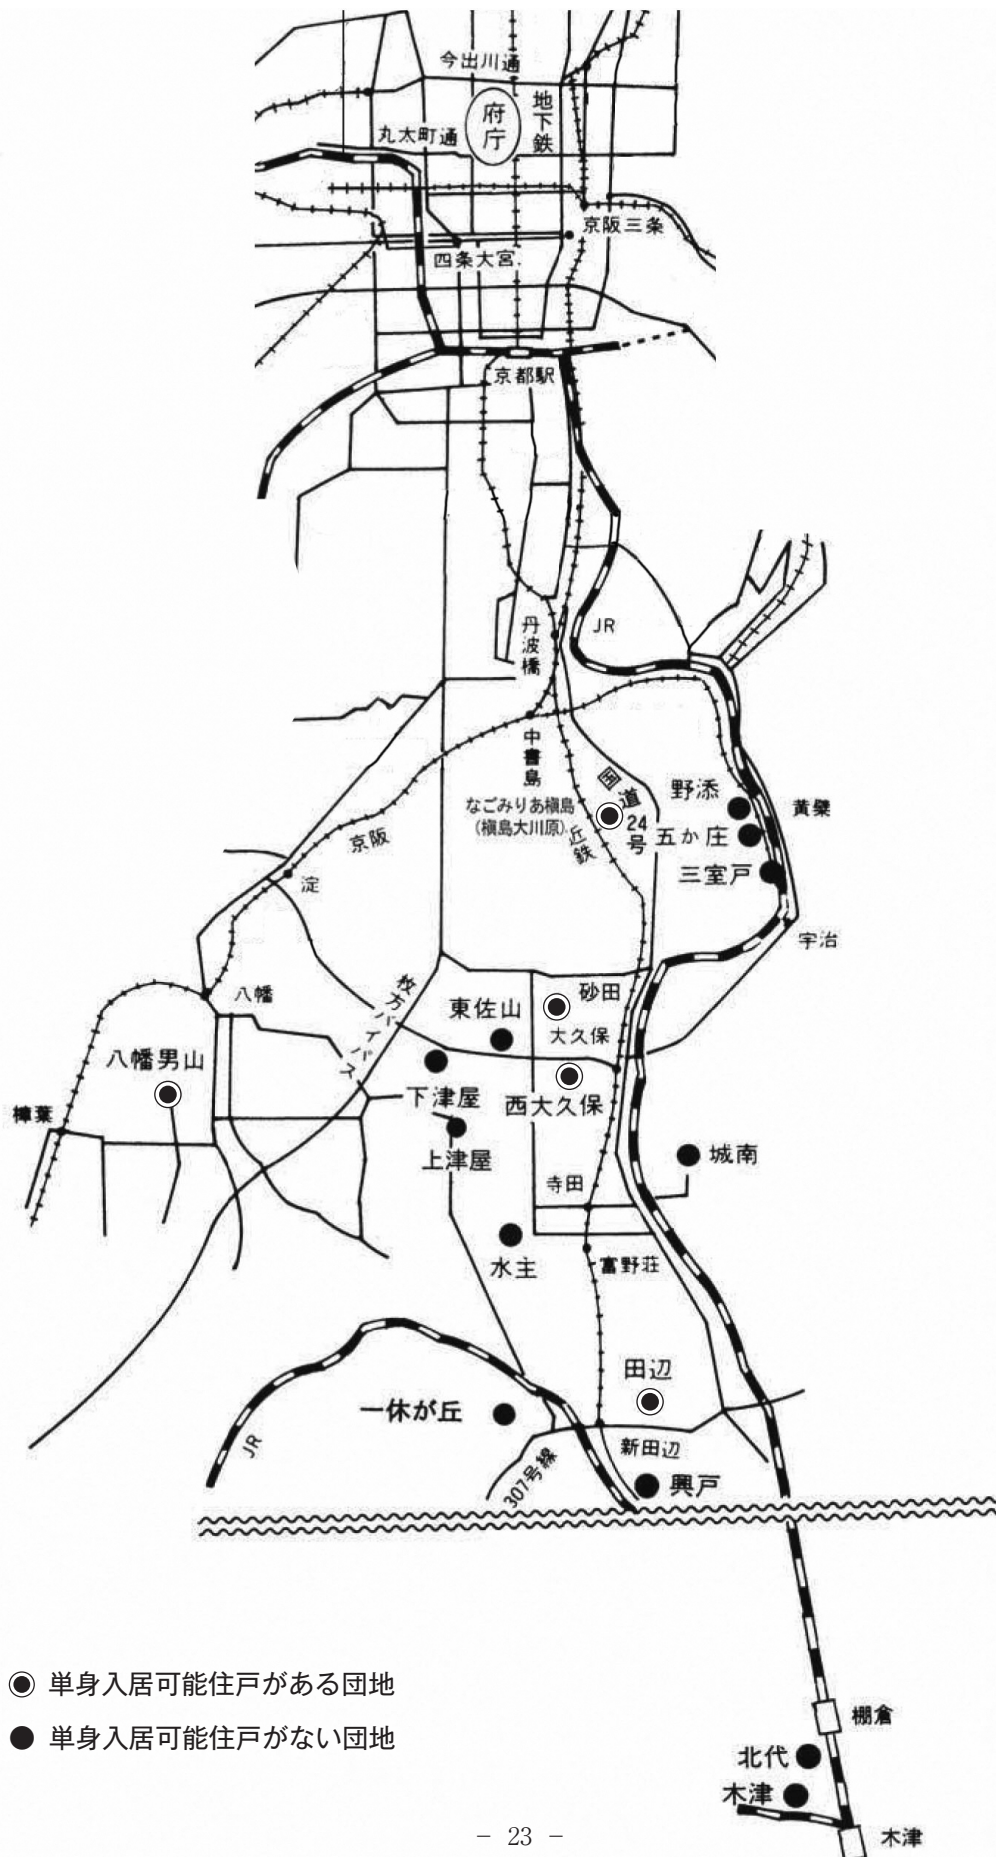 今出川通
府庁
地下鉄
丸太町通
京阪三条
四条大宮
京都駅
丹波橋
JR
中書島
国道24号
野添
黄檗
なごみりあ槇島
(槇島大川原)
近鉄
五か庄
京阪
三室戸
淀
宇治
八幡
枚方バイパス
砂田
東佐山
大久保
八幡男山
下津屋
西大久保
樟葉
上津屋
城南
寺田
水主
富野荘
田辺
一休が丘
JR
新田辺
307号線
興戸
単身入居可能住戸がある団地
単身入居可能住戸がない団地
棚倉
北代
木津
木津
− 23 −